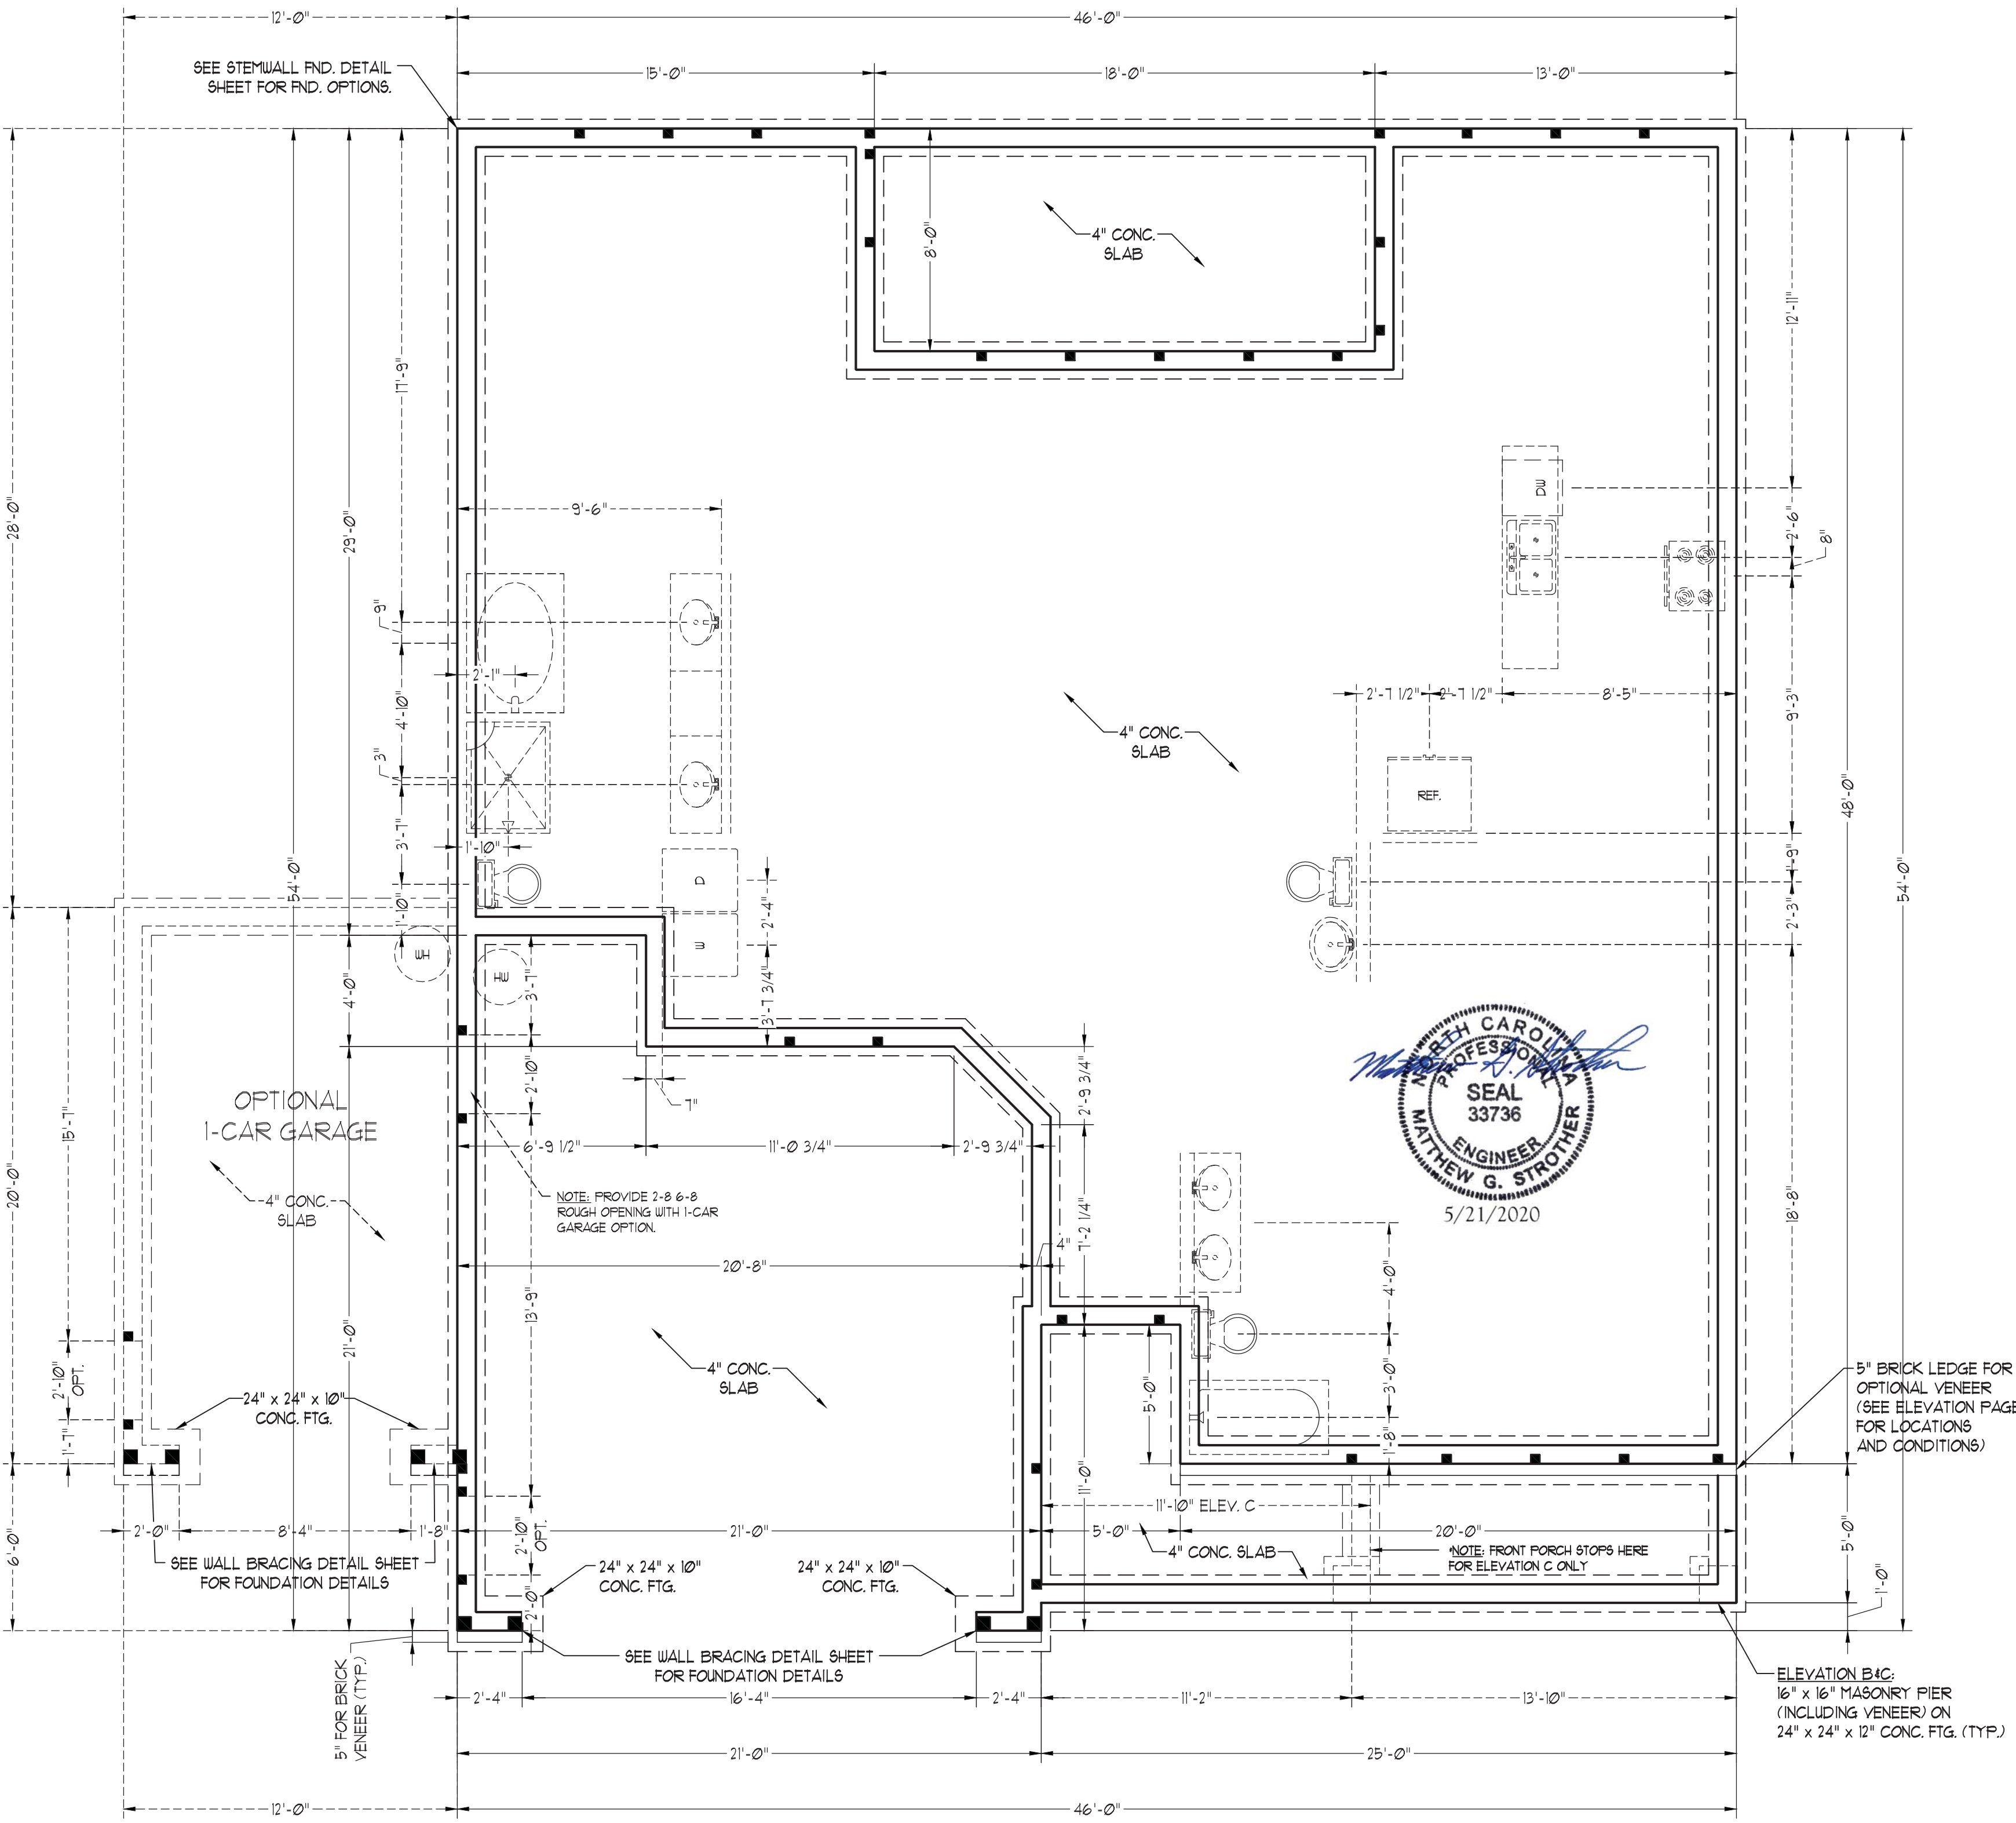 12'-0"
46'-0"
SEE STEMWALL FND. DETAIL
SHEET FOR FND. OPTIONS.
15'-0"
18'-0"
13'-0"
8'-0"
4" CONC.
SLAB
12'-11"
17'-9"
28'-0"
29'-0"
9'-6"
DW
2'-6"
8"
9"
2'-1"
4'-10"
2'-7 1/2"
2'-7 1/2"
8'-5"
9'-3"
4" CONC.
SLAB
3"
REF.
48'-0"
3'-7"
1'-10"
54'-0"
D
1'-9"
54'-0"
1'-10"
2'-4"
2'-3"
WH
HW
W
4'-0"
3'-7"
3'-7 3/4"
NORTH CAROLINA
PROFESSIONAL
SEAL
33736
ENGINEER
MATTHEW G. STROTHER
5/21/2020
2'-10"
2'-9 3/4"
OPTIONAL
1-CAR GARAGE
7"
15'-7"
6'-9 1/2"
11'-0 3/4"
2'-9 3/4"
20'-0"
4" CONC.
SLAB
NOTE: PROVIDE 2-8 6-8
ROUGH OPENING WITH 1-CAR
GARAGE OPTION.
7'-2 1/4"
18'-8"
4"
20'-8"
4'-0"
13'-9"
21'-0"
2'-10"
OPT.
4" CONC.
SLAB
5'-0"
3'-0"
5" BRICK LEDGE FOR
OPTIONAL VENEER
(SEE ELEVATION PAGE
FOR LOCATIONS
AND CONDITIONS)
24" x 24" x 10"
CONC. FTG.
1'-7"
1'-8"
11'-0"
11'-10" ELEV. C
2'-0"
8'-4"
1'-8"
21'-0"
5'-0"
20'-0"
5'-0"
6'-0"
2'-10"
OPT.
4" CONC. SLAB
*NOTE: FRONT PORCH STOPS HERE
FOR ELEVATION C ONLY
SEE WALL BRACING DETAIL SHEET
FOR FOUNDATION DETAILS
24" x 24" x 10"
CONC. FTG.
24" x 24" x 10"
CONC. FTG.
2'-0"
1'-0"
SEE WALL BRACING DETAIL SHEET
FOR FOUNDATION DETAILS
5" FOR BRICK
VENEER (TYP.)
ELEVATION B&C:
16" x 16" MASONRY PIER
(INCLUDING VENEER) ON
24" x 24" x 12" CONC. FTG. (TYP.)
2'-4"
16'-4"
2'-4"
11'-2"
13'-10"
21'-0"
25'-0"
12'-0"
46'-0"